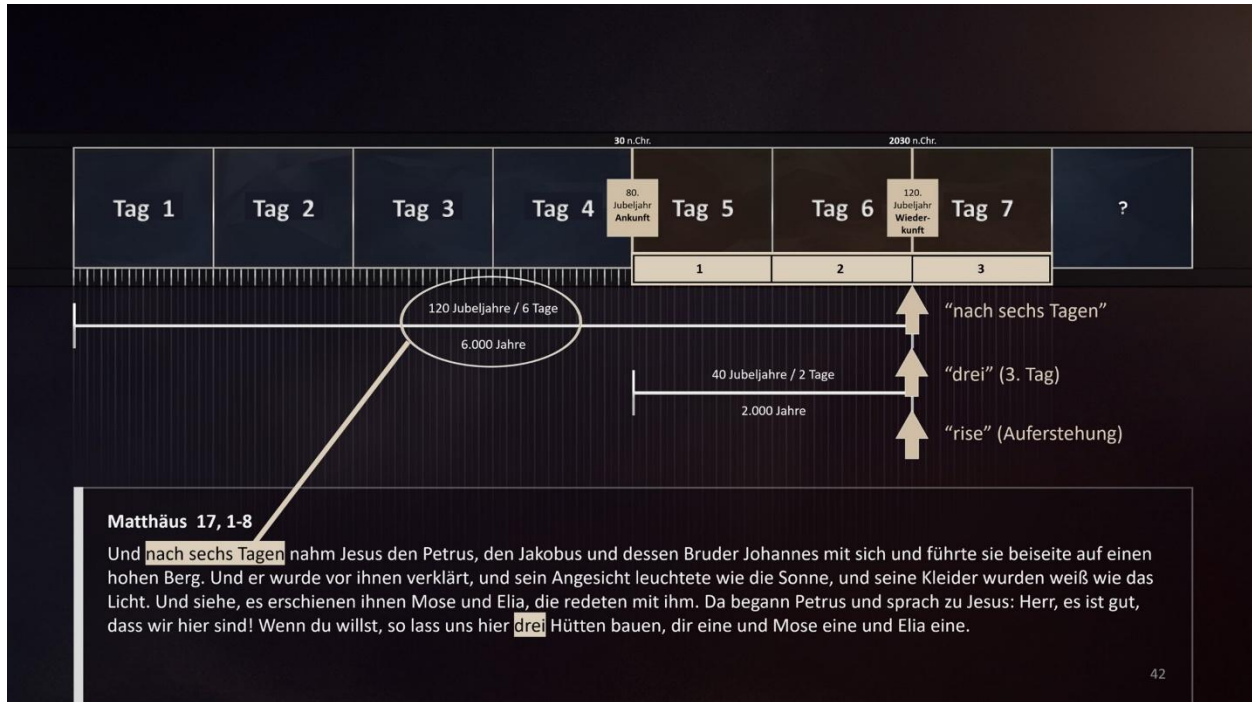 30 n.Chr.
2030 n.Chr.
Tag 1
Tag 2
Tag 3
Tag 4
80.
Jubeljahr
Ankunft
Tag 5
Tag 6
120.
Jubeljahr
Wieder-
kunft
Tag 7
?
1
2
3
120 Jubeljahre / 6 Tage
6.000 Jahre
"nach sechs Tagen"
40 Jubeljahre / 2 Tage
2.000 Jahre
"drei" (3. Tag)
"rise" (Auferstehung)
Matthäus 17, 1-8
Und nach sechs Tagen nahm Jesus den Petrus, den Jakobus und dessen Bruder Johannes mit sich und führte sie beiseite auf einen
hohen Berg. Und er wurde vor ihnen verklärt, und sein Angesicht leuchtete wie die Sonne, und seine Kleider wurden weiß wie das
Licht. Und siehe, es erschienen ihnen Mose und Elia, die redeten mit ihm. Da begann Petrus und sprach zu Jesus: Herr, es ist gut,
dass wir hier sind! Wenn du willst, so lass uns hier drei Hütten bauen, dir eine und Mose eine und Elia eine.
42